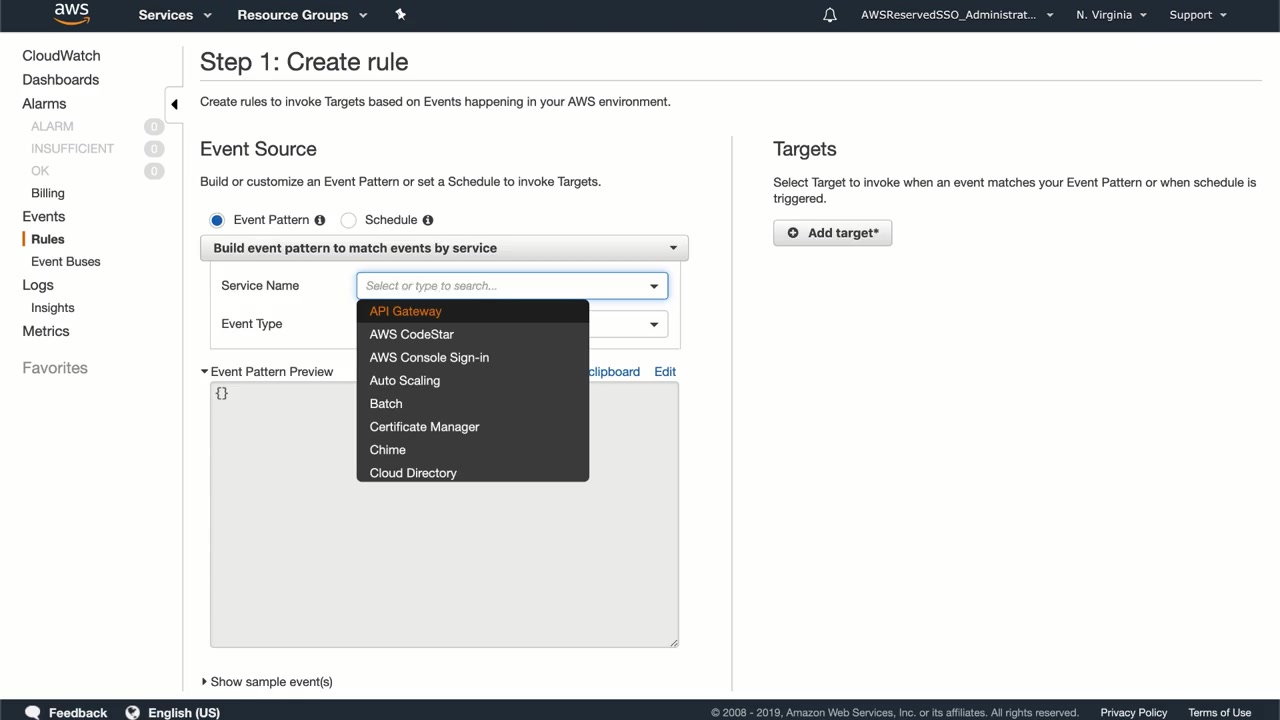 aws
Services
Resource Groups
AWSReservedSSO_Administrat...
N. Virginia
Support
CloudWatch
Dashboards
Alarms
ALARM 0
INSUFFICIENT 0
OK 0
Billing
Events
Rules
Event Buses
Logs
Insights
Metrics
Favorites
Step 1: Create rule
Create rules to invoke Targets based on Events happening in your AWS environment.
Event Source
Build or customize an Event Pattern or set a Schedule to invoke Targets.
Event Pattern
Schedule
Build event pattern to match events by service
Service Name
Select or type to search...
Event Type
API Gateway
AWS CodeStar
AWS Console Sign-in
Auto Scaling
Batch
Certificate Manager
Chime
Cloud Directory
Event Pattern Preview
clipboard
Edit
{}
Show sample event(s)
Targets
Select Target to invoke when an event matches your Event Pattern or when schedule is
triggered.
Add target*
Feedback
English (US)
© 2008 - 2019, Amazon Web Services, Inc. or its affiliates. All rights reserved.
Privacy Policy
Terms of Use